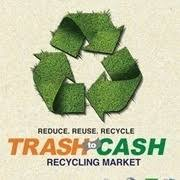 REDUCE. REUSE. RECYCLE
TRASH to CASH
RECYCLING MARKET